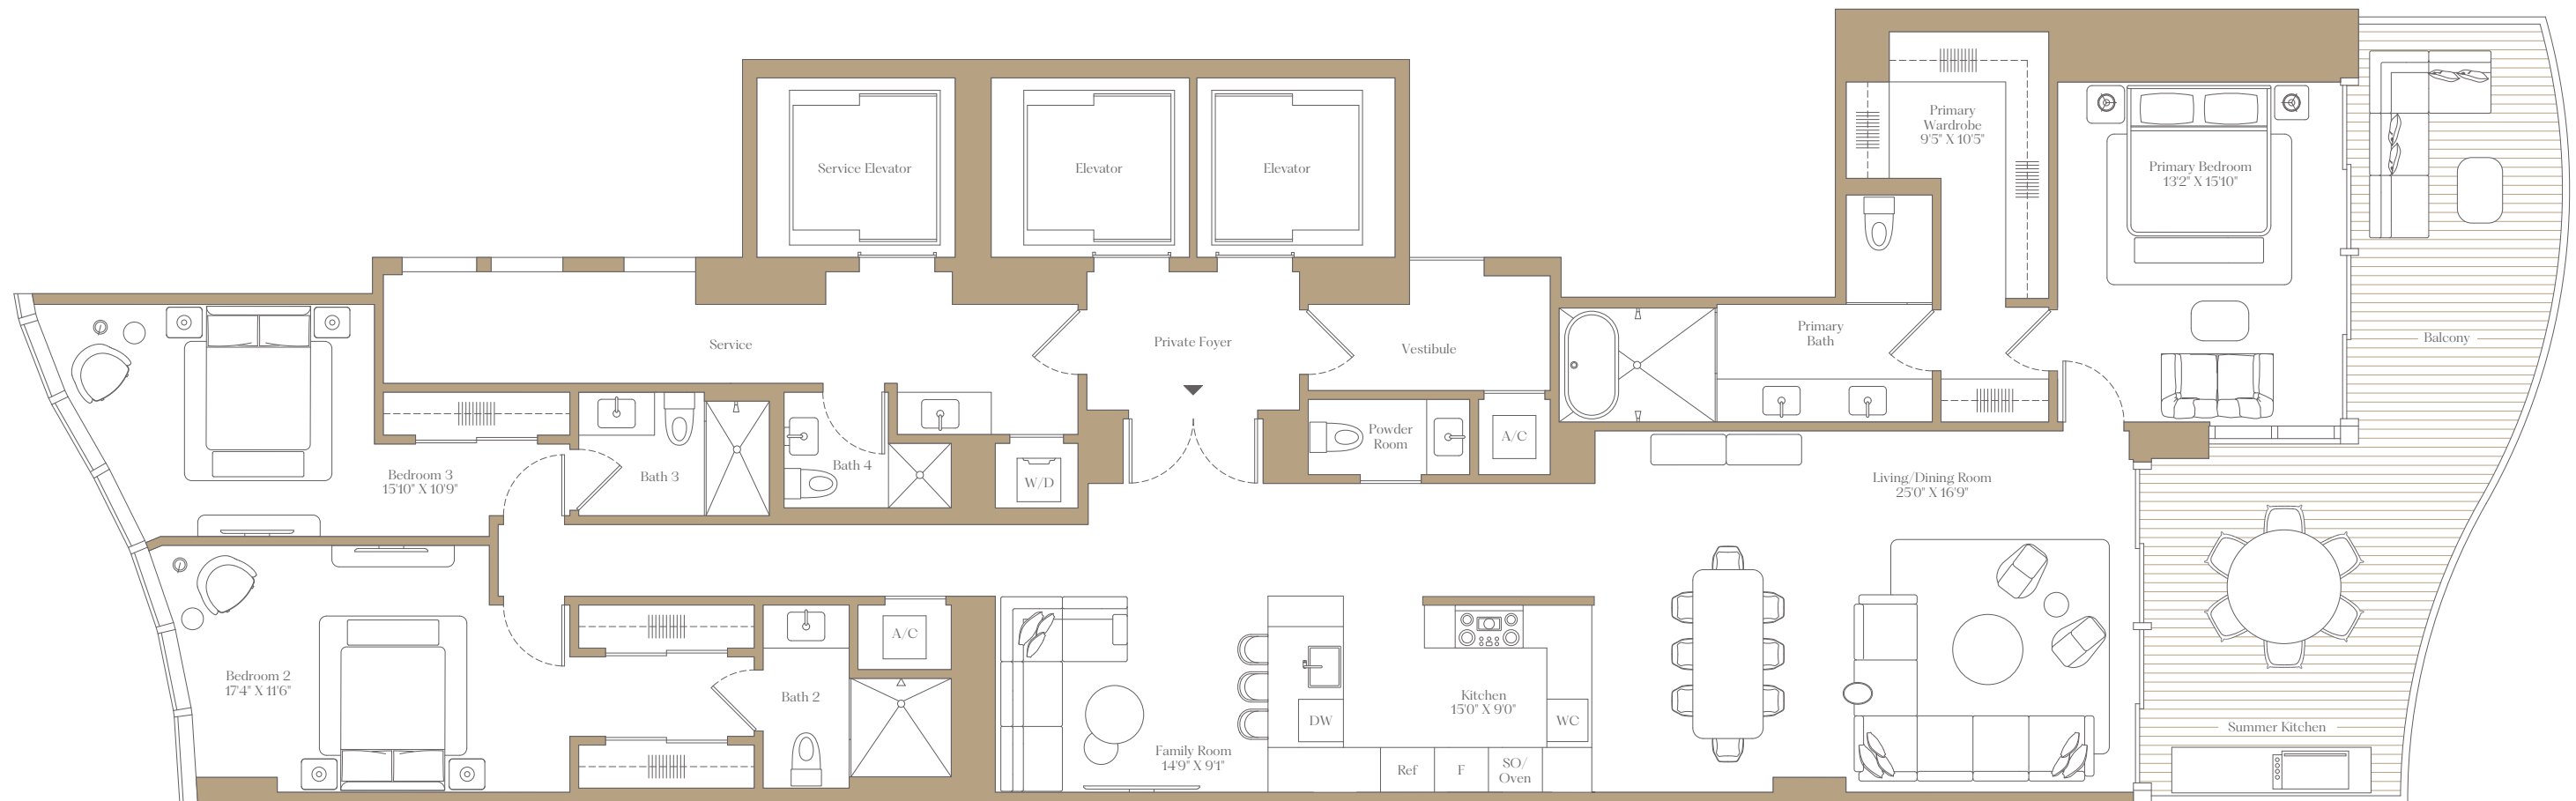 Service Elevator
Elevator
Elevator
Primary
Wardrobe
9'5" X 10'5"
Primary Bedroom
13'2" X 15'10"
Balcony
Service
Private Foyer
Vestibule
Primary
Bath
Bedroom 3
15'10" X 10'9"
Bath 3
Bath 4
W/D
Powder
Room
A/C
Living/Dining Room
25'0" X 16'9"
Bedroom 2
17'4" X 11'6"
Bath 2
A/C
Family Room
14'9" X 9'1"
DW
Kitchen
15'0" X 9'0"
WC
Ref
F
SO/
Oven
Summer Kitchen